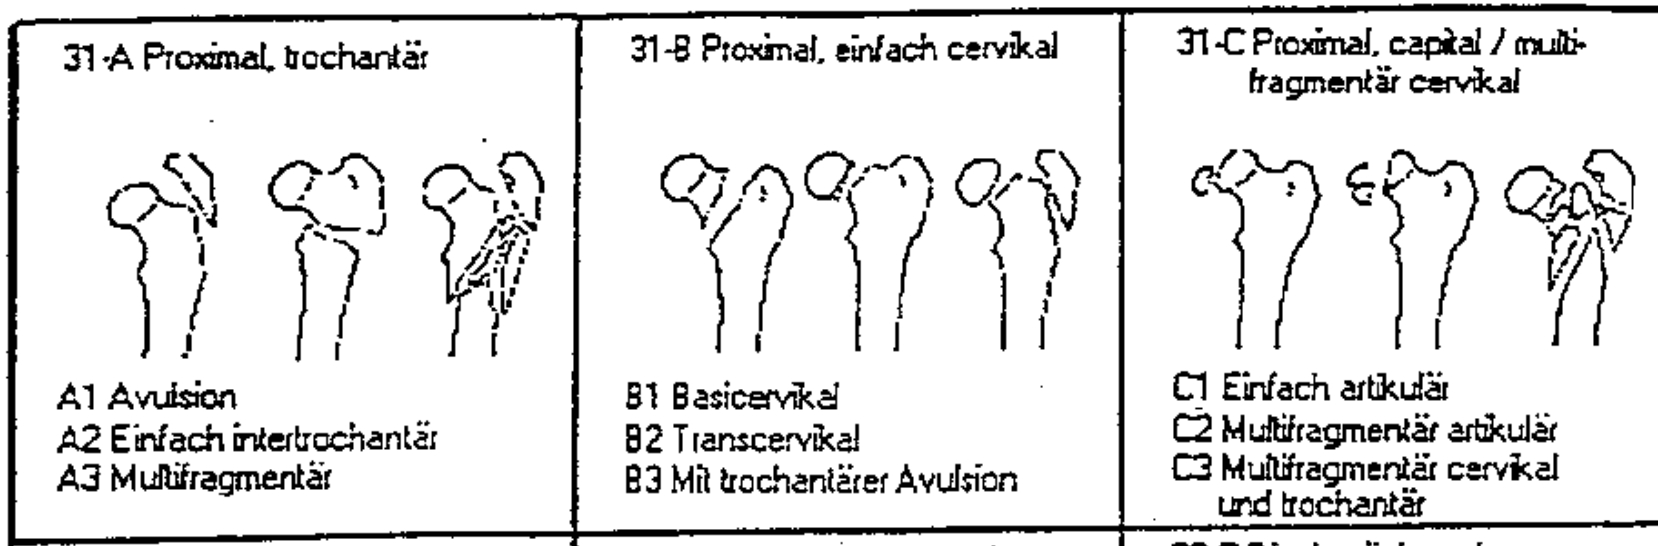 31-A Proximal, trochantär
A1 Avulsion
A2 Einfach intertrochantär
A3 Multifragmentär
31-B Proximal, einfach cervikal
B1 Basicervikal
B2 Transcervikal
B3 Mit trochantärer Avulsion
31-C Proximal, capital / multi-
fragmentär cervikal
C1 Einfach artikulär
C2 Multifragmentär artikulär
C3 Multifragmentär cervikal
und trochantär